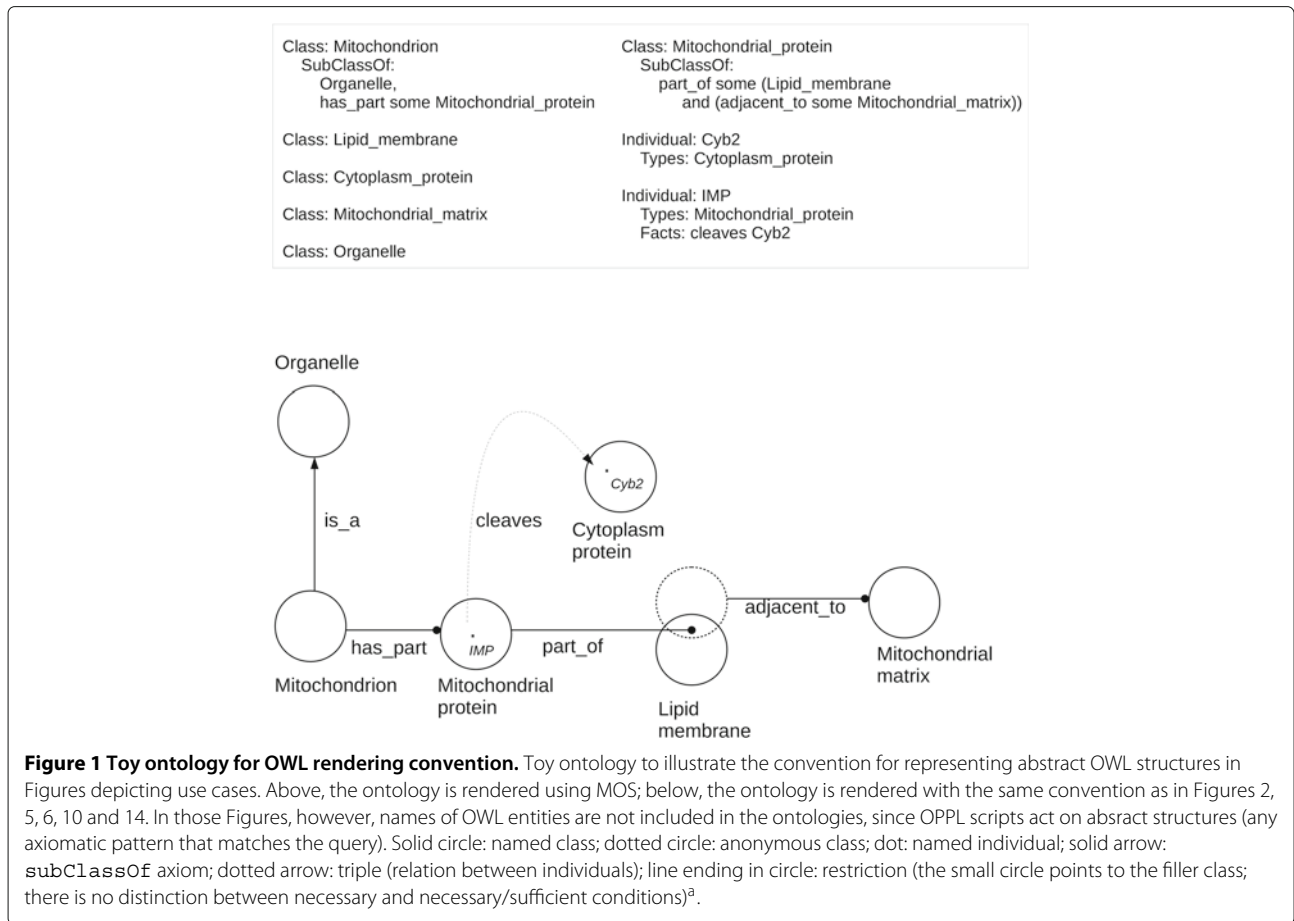 Class: Mitochondrion
SubClassOf:
Organelle,
has_part some Mitochondrial_protein
Class: Lipid_membrane
Class: Cytoplasm_protein
Class: Mitochondrial_matrix
Class: Organelle
Class: Mitochondrial_protein
SubClassOf:
part_of some (Lipid_membrane
and (adjacent_to some Mitochondrial_matrix))
Individual: Cyb2
Types: Cytoplasm_protein
Individual: IMP
Types: Mitochondrial_protein
Facts: cleaves Cyb2
Organelle
is_a
cleaves
Cyb2
Cytoplasm
protein
has_part
IMP
part_of
adjacent_to
Mitochondrion
Mitochondrial
protein
Lipid
membrane
Mitochondrial
matrix
Figure 1 Toy ontology for OWL rendering convention. Toy ontology to illustrate the convention for representing abstract OWL structures in
Figures depicting use cases. Above, the ontology is rendered using MOS; below, the ontology is rendered with the same convention as in Figures 2,
5, 6, 10 and 14. In those Figures, however, names of OWL entities are not included in the ontologies, since OPPL scripts act on absract structures (any
axiomatic pattern that matches the query). Solid circle: named class; dotted circle: anonymous class; dot: named individual; solid arrow:
subClassOf axiom; dotted arrow: triple (relation between individuals); line ending in circle: restriction (the small circle points to the filler class;
there is no distinction between necessary and necessary/sufficient conditions)a.